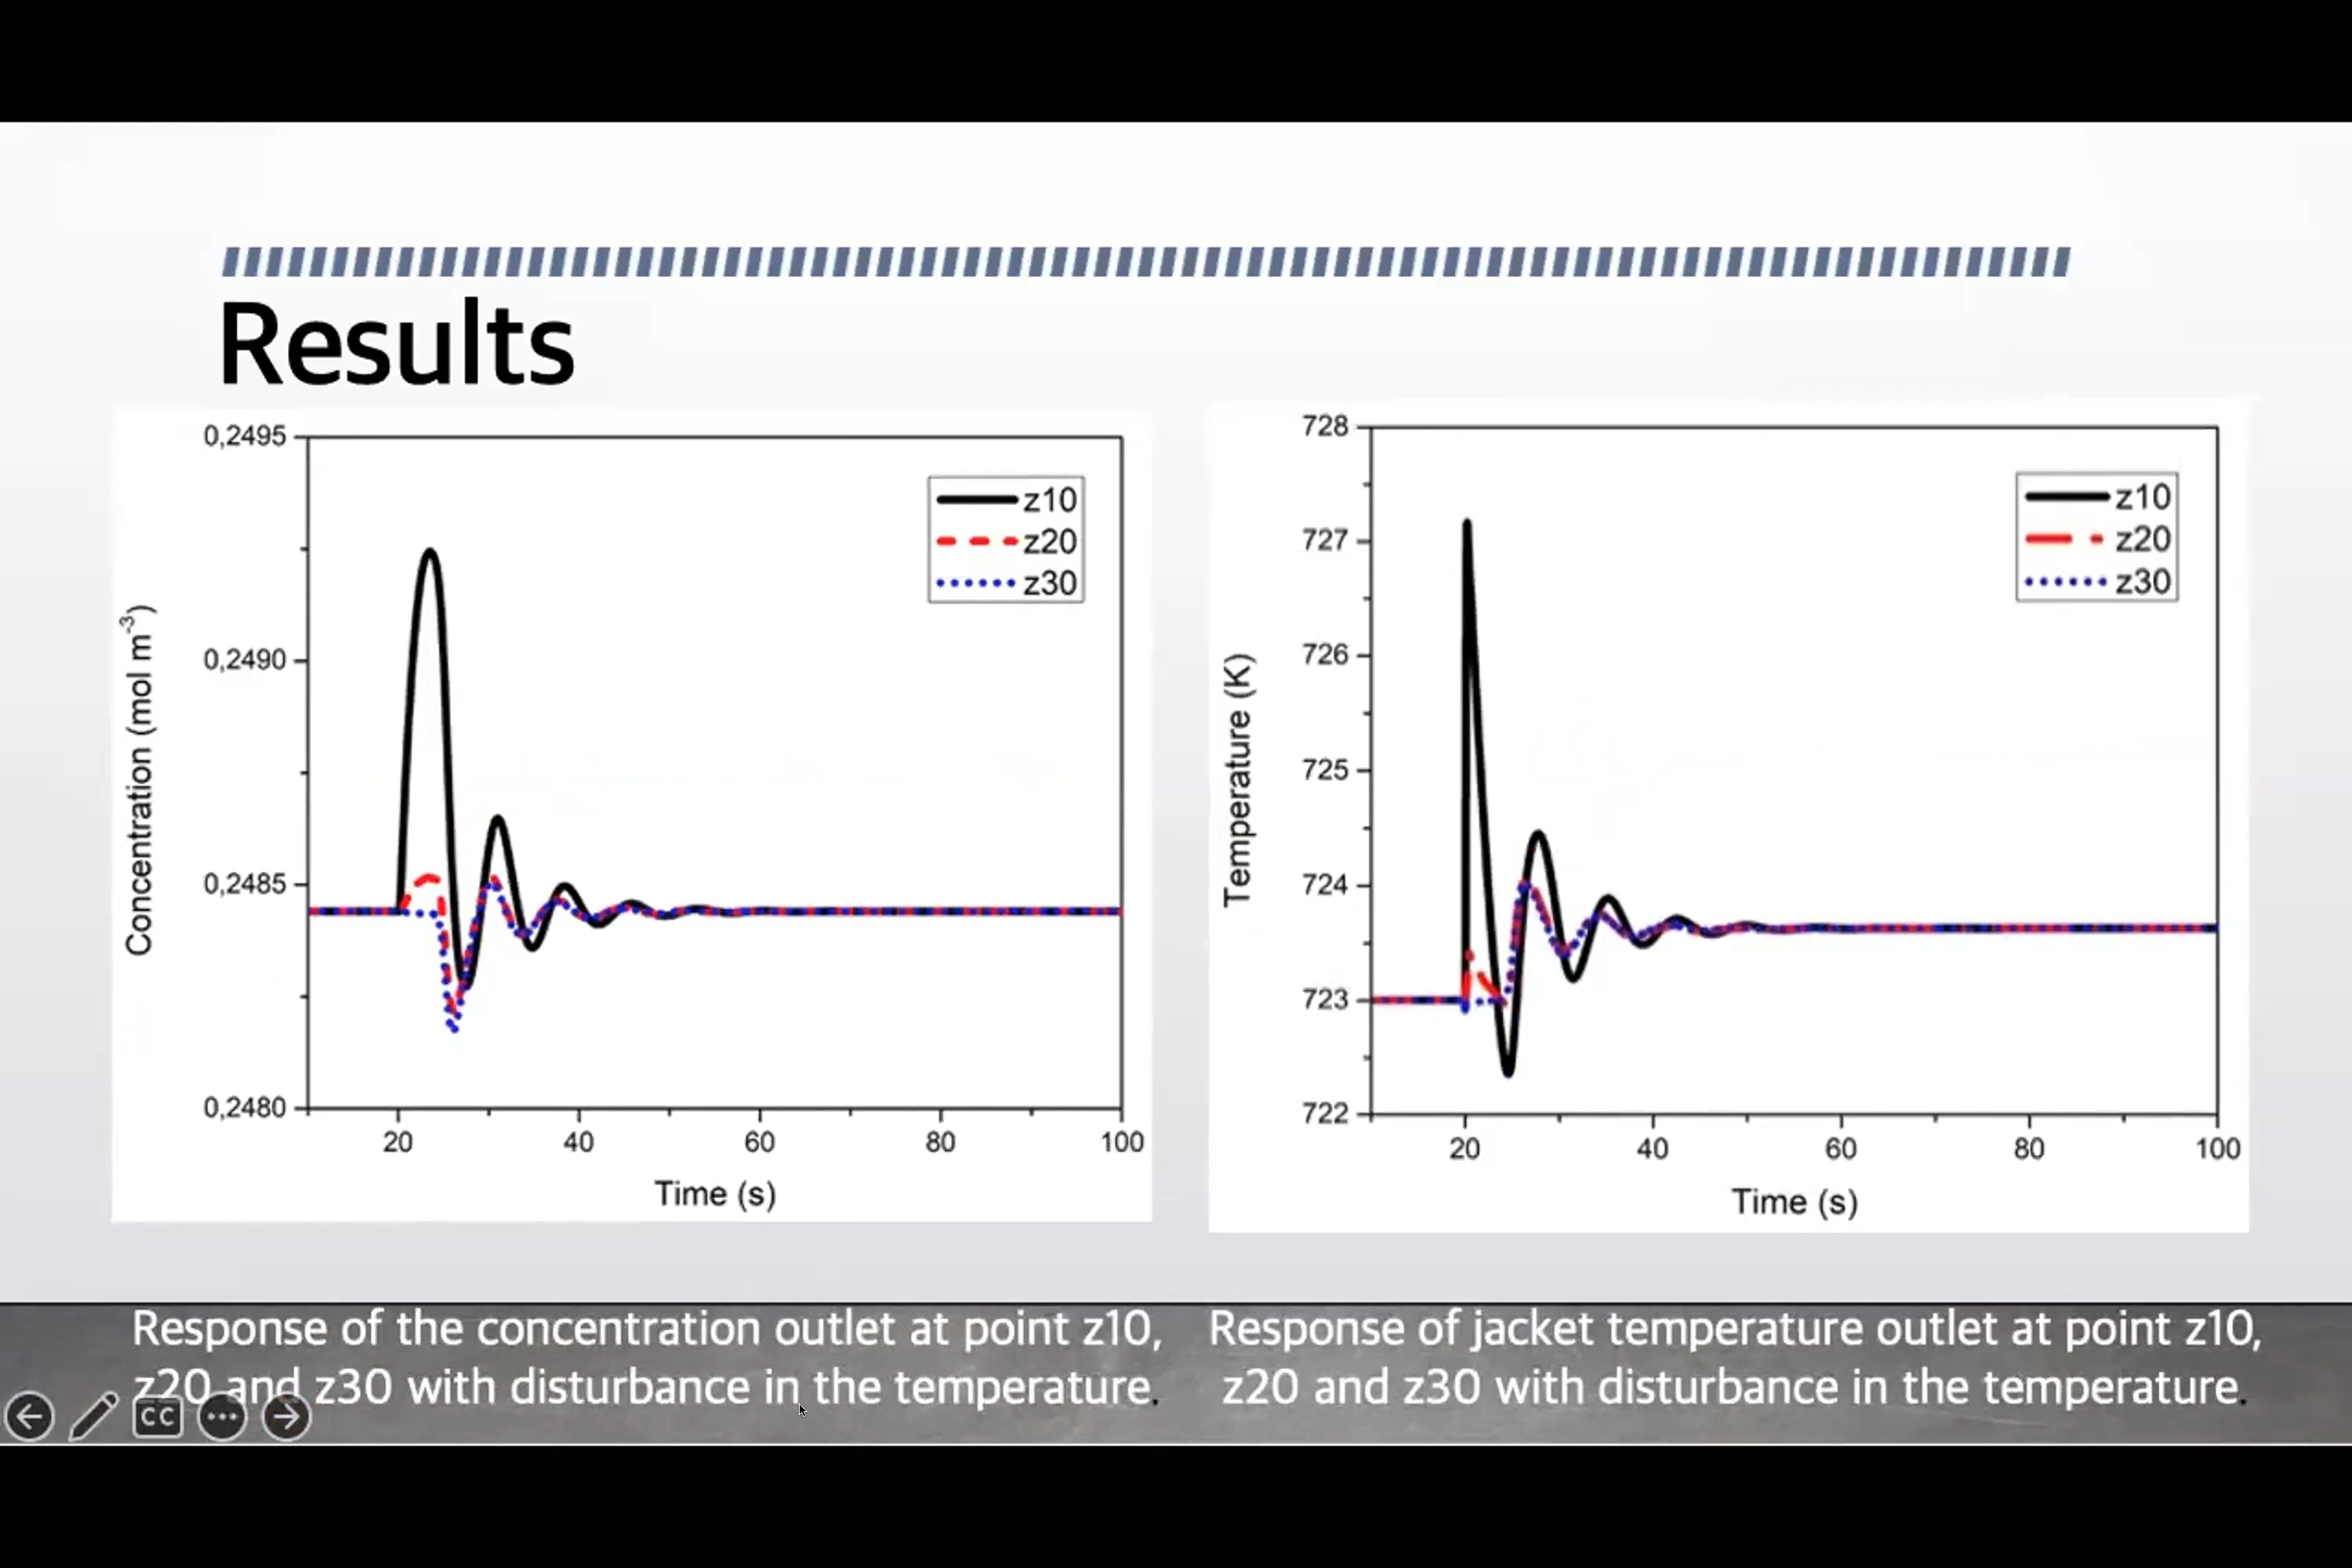 Results
0,2495
0,2490
0,2485
0,2480
Concentration (mol m⁻³)
z10
z20
z30
20 40 60 80 100
Time (s)
728
727
726
725
724
723
722
Temperature (K)
z10
z20
z30
20 40 60 80 100
Time (s)
Response of the concentration outlet at point z10,
z20 and z30 with disturbance in the temperature.
Response of jacket temperature outlet at point z10,
z20 and z30 with disturbance in the temperature.
CC